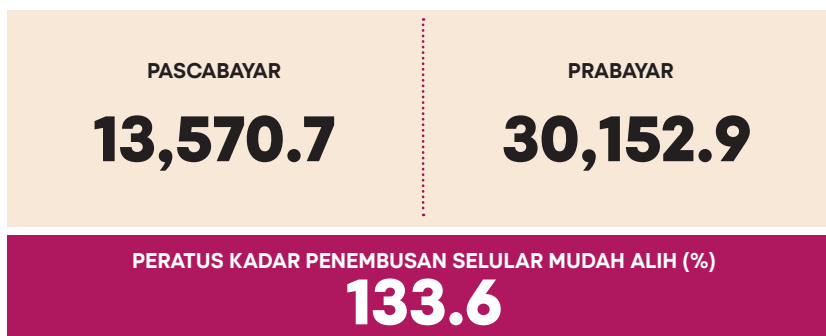 PASCABAYAR
13,570.7
PRABAYAR
30,152.9
PERATUS KADAR PENEMBUSAN SELULAR MUDAH ALIH (%)
133.6